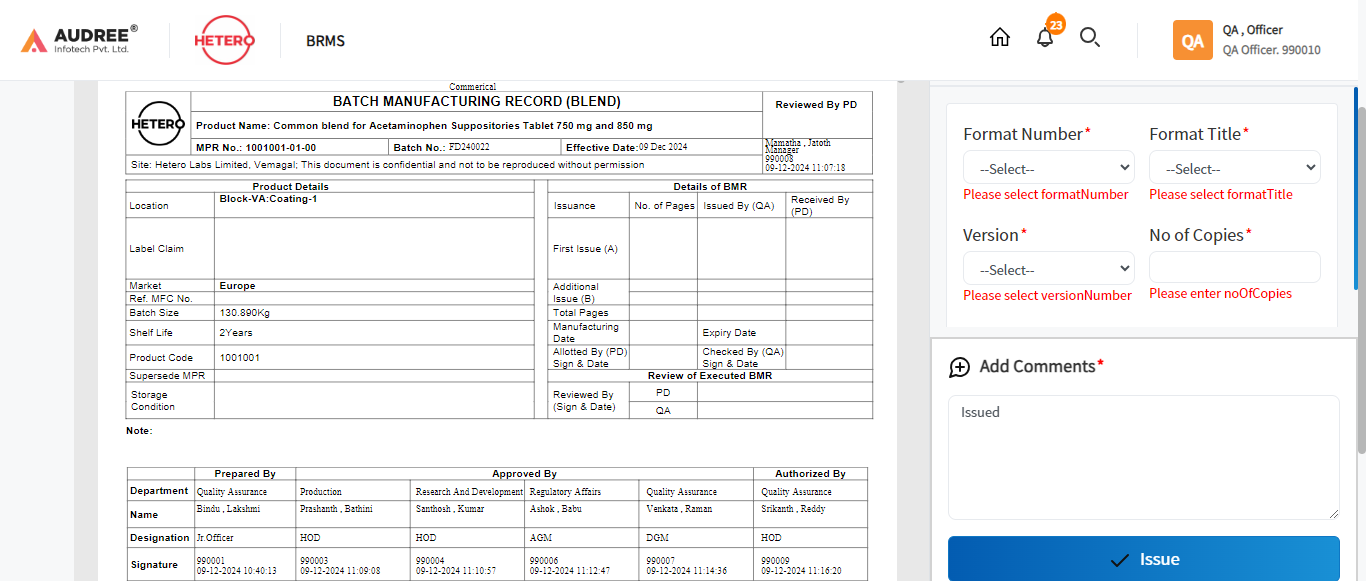 AUDREE®
Infotech Pvt. Ltd.
HETERO
BRMS
23
QA
QA , Officer
QA Officer. 990010
Commerical
HETERO
BATCH MANUFACTURING RECORD (BLEND)
Reviewed By PD
Product Name: Common blend for Acetaminophen Suppositories Tablet 750 mg and 850 mg
MPR No.: 1001001-01-00
Batch No.: FD240022
Effective Date:09 Dec 2024
Mamatha , Jatoth
Manager
990008
09-12-2024 11:07:18
Site: Hetero Labs Limited, Vemagal; This document is confidential and not to be reproduced without permission
Product Details
Location
Block-VA:Coating-1
Label Claim
Market
Europe
Ref. MFC No.
Batch Size
130.890Kg
Shelf Life
2Years
Product Code
1001001
Supersede MPR
Storage
Condition
Details of BMR
Issuance
No. of Pages
Issued By (QA)
Received By
(PD)
First Issue (A)
Additional
Issue (B)
Total Pages
Manufacturing
Date
Expiry Date
Allotted By (PD)
Sign & Date
Checked By (QA)
Sign & Date
Review of Executed BMR
Reviewed By
(Sign & Date)
PD
QA
Note:
Prepared By
Approved By
Authorized By
Department
Quality Assurance
Production
Research And Development
Regulatory Affairs
Quality Assurance
Quality Assurance
Name
Bindu , Lakshmi
Prashanth , Bathini
Santhosh , Kumar
Ashok , Babu
Venkata , Raman
Srikanth , Reddy
Designation
Jr.Officer
HOD
HOD
AGM
DGM
HOD
Signature
990001
09-12-2024 10:40:13
990003
09-12-2024 11:09:08
990004
09-12-2024 11:10:57
990006
09-12-2024 11:12:47
990007
09-12-2024 11:14:36
990009
09-12-2024 11:16:20
Format Number*
Format Title*
--Select--
--Select--
Please select formatNumber
Please select formatTitle
Version*
No of Copies*
--Select--
Please select versionNumber
Please enter noOfCopies
Add Comments*
Issued
Issue